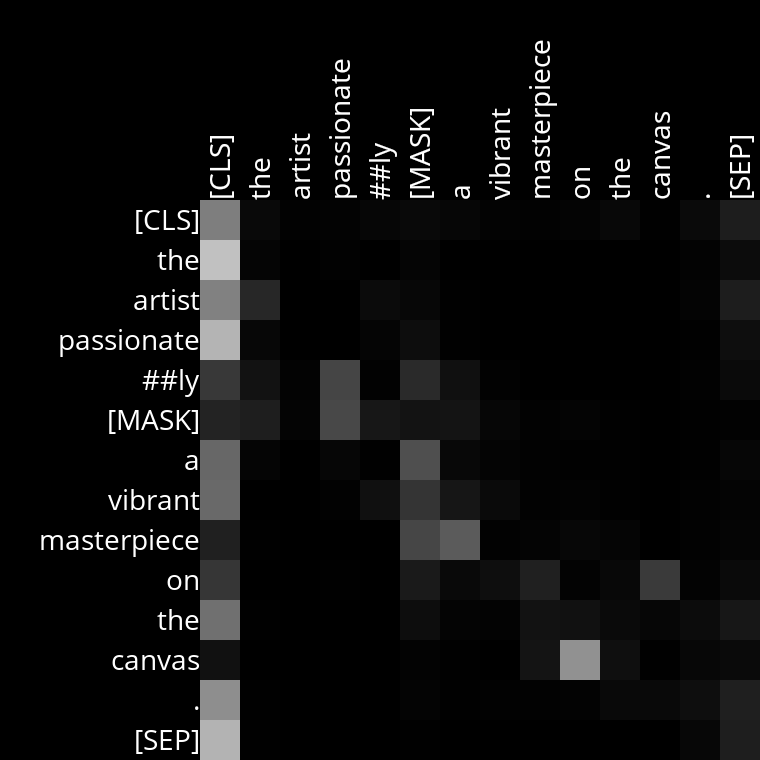 [CLS] the artist passionate ##ly [MASK] a vibrant masterpiece on the canvas . [SEP]
[CLS]
the
artist
passionate
##ly
[MASK]
a
vibrant
masterpiece
on
the
canvas
.
[SEP]